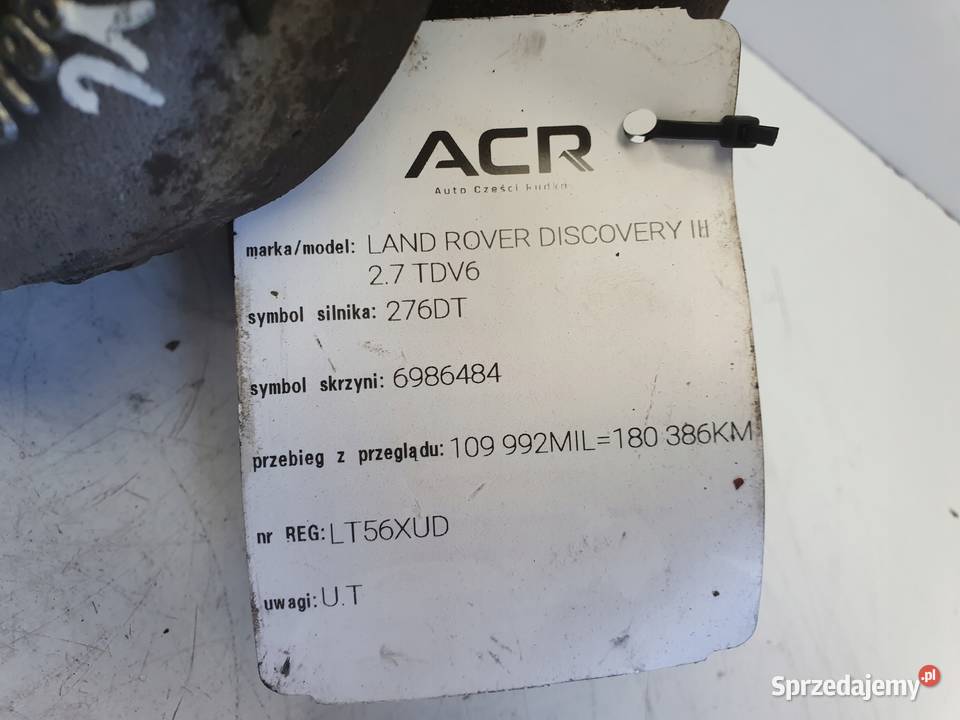 ACR
Auto Części Rudka
marka/model: LAND ROVER DISCOVERY III
2.7 TDV6
symbol silnika: 276DT
symbol skrzyni: 6986484
przebieg z przeglądu: 109 992MIL=180 386KM
nr REG: LT56XUD
uwagi: U.T
Sprzedajemy.pl